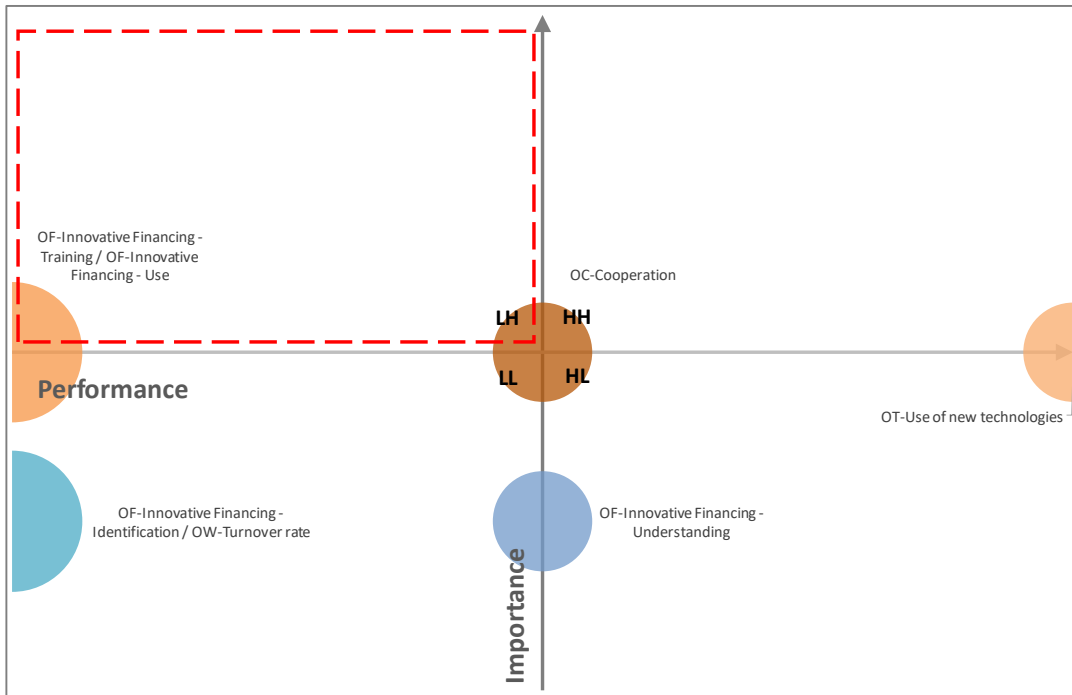 OF-Innovative Financing -
Training / OF-Innovative
Financing - Use
OC-Cooperation
LH
HH
LL
HL
Performance
OT-Use of new technologies
OF-Innovative Financing -
Identification / OW-Turnover rate
OF-Innovative Financing -
Understanding
Importance